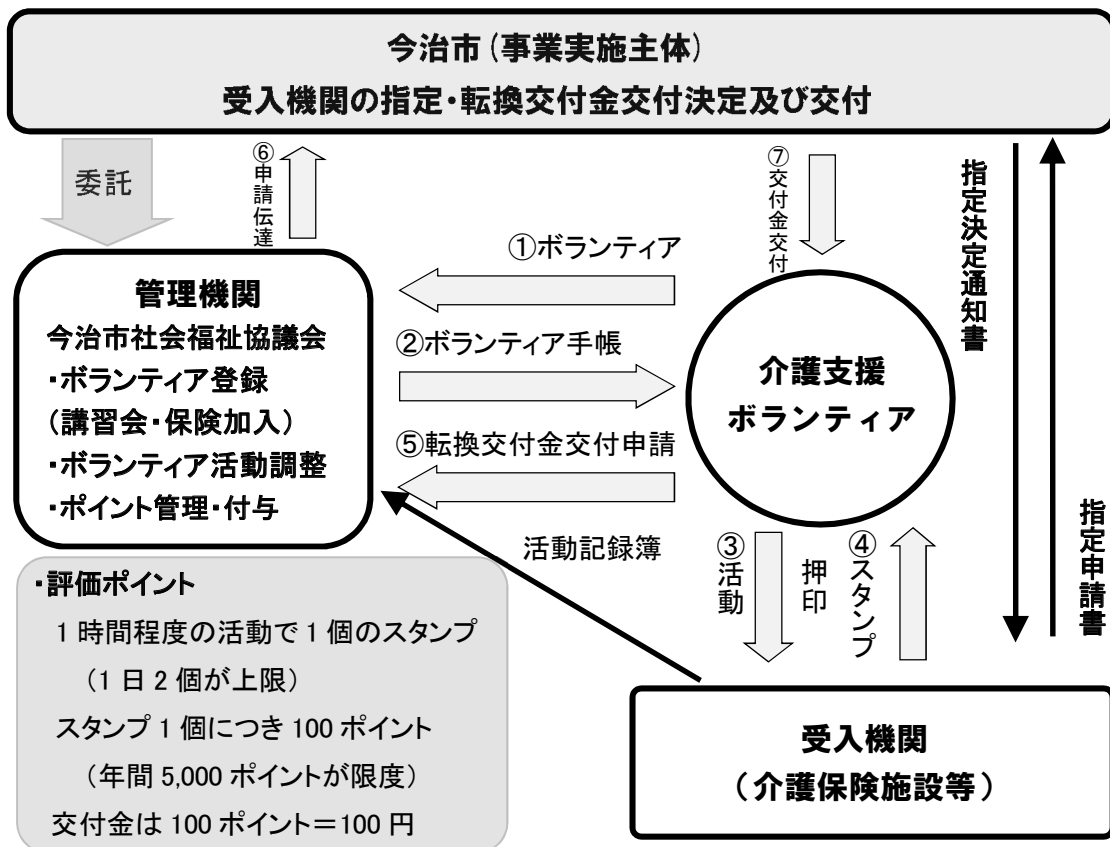 今治市(事業実施主体)
受入機関の指定・転換交付金交付決定及び交付
委託
⑥申請伝達
⑦交付金交付
指定決定通知書
指定申請書
①ボランティア
管理機関
今治市社会福祉協議会
・ボランティア登録
(講習会・保険加入)
・ボランティア活動調整
・ポイント管理・付与
②ボランティア手帳
⑤転換交付金交付申請
介護支援
ボランティア
活動記録簿
③活動
押印
④スタンプ
・評価ポイント
1時間程度の活動で1個のスタンプ
(1日2個が上限)
スタンプ1個につき100ポイント
(年間5,000ポイントが限度)
交付金は100ポイント=100円
受入機関
(介護保険施設等)